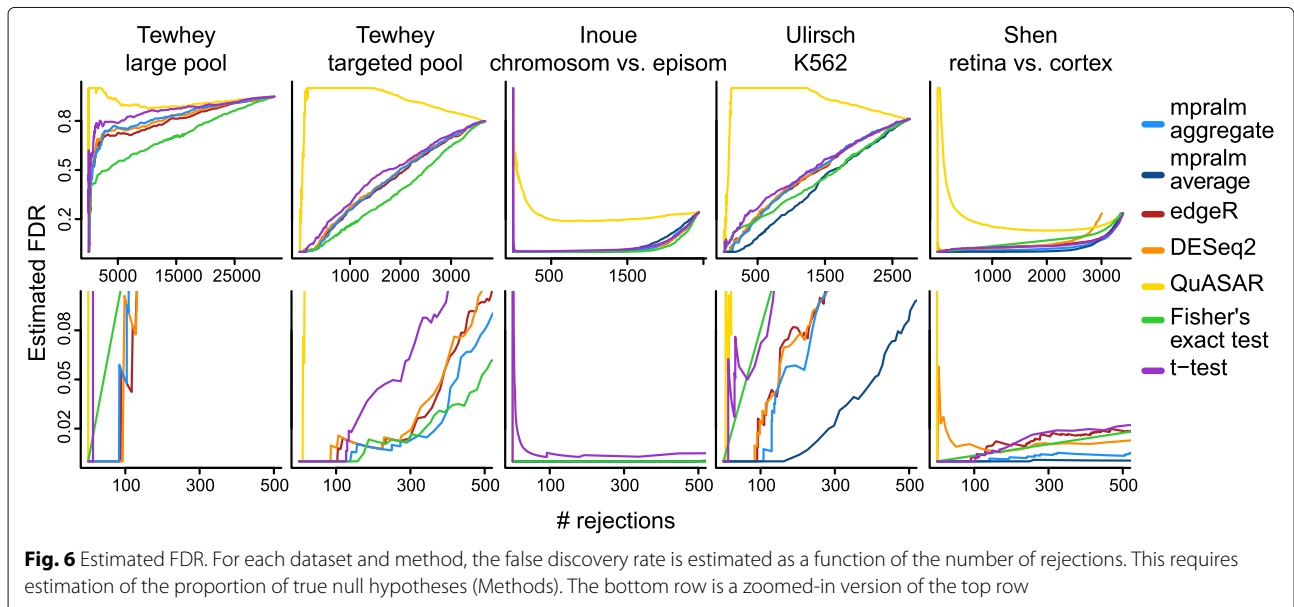 Tewhey
large pool
Tewhey
targeted pool
Inoue
chromosom vs. episom
Ulirsch
K562
Shen
retina vs. cortex
Estimated FDR
0.2 0.5 0.8
5000 15000 25000
1000 3000
500 1500
500 1500 2500
1000 2000 3000
0.02 0.05 0.08
100 300 500
100 300 500
100 300 500
100 300 500
100 300 500
# rejections
mpralm
aggregate
mpralm
average
edgeR
DESeq2
QuASAR
Fisher's
exact test
t−test
Fig. 6 Estimated FDR. For each dataset and method, the false discovery rate is estimated as a function of the number of rejections. This requires
estimation of the proportion of true null hypotheses (Methods). The bottom row is a zoomed-in version of the top row